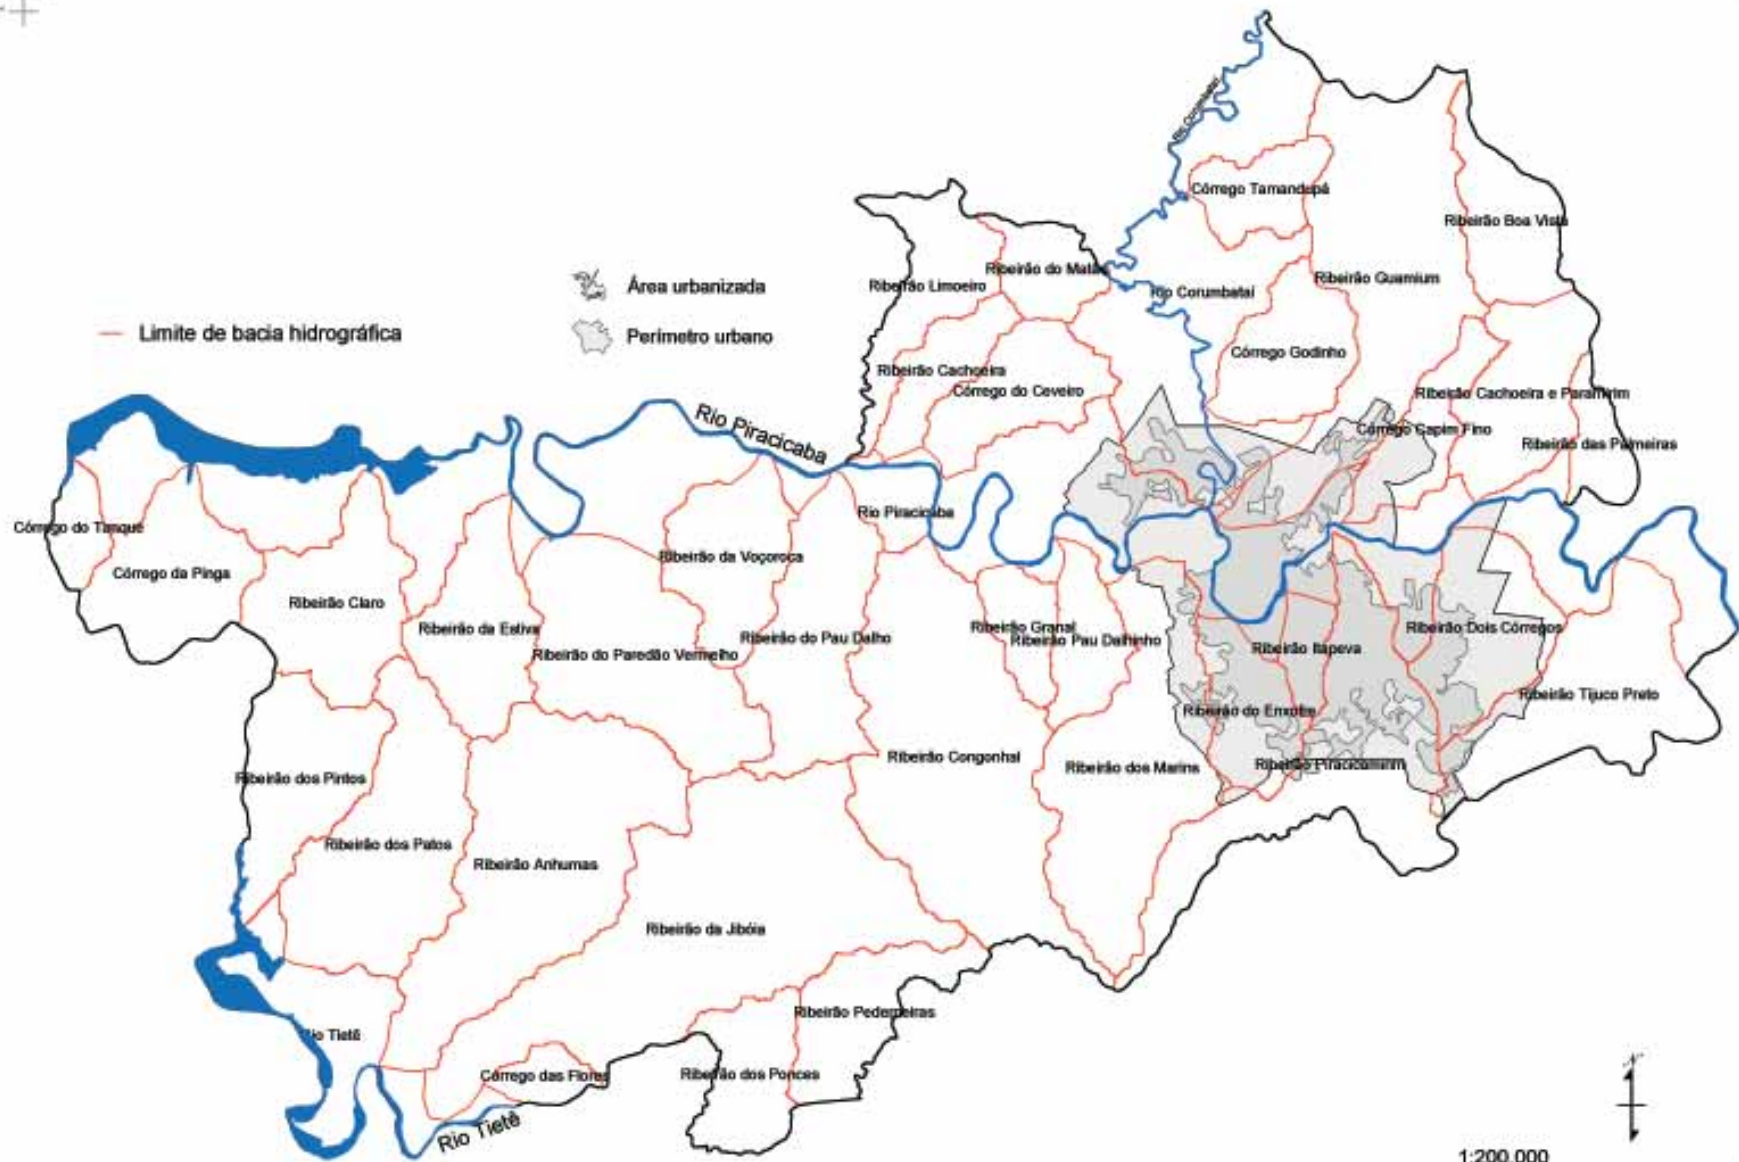 Rio Corumbataí
Córrego Tamandupá
Ribeirão Boa Vista
Ribeirão do Matão
Ribeirão Guamium
Ribeirão Limoeiro
Rio Corumbataí
Área urbanizada
Limite de bacia hidrográfica
Perímetro urbano
Córrego Godinho
Ribeirão Cachoeira
Córrego do Ceveiro
Ribeirão Cachoeira e Paramirim
Rio Piracicaba
Córrego Capim Fino
Ribeirão das Palmeiras
Rio Piracicaba
Córrego do Tanque
Ribeirão da Voçoroca
Córrego da Pinga
Ribeirão Claro
Ribeirão da Estiva
Ribeirão do Pau Dalho
Ribeirão Granal
Ribeirão Pau Dalhinho
Ribeirão Dois Córregos
Ribeirão do Paredão Vermelho
Ribeirão Itapeva
Ribeirão Tijuco Preto
Ribeirão do Enxofre
Ribeirão Congonhal
Ribeirão dos Marins
Ribeirão Piracicamirim
Ribeirão dos Pintos
Ribeirão dos Patos
Ribeirão Anhumas
Ribeirão da Jibóia
Ribeirão Pederneiras
Rio Tietê
Córrego das Flores
Ribeirão dos Ponces
Rio Tietê
1:200.000